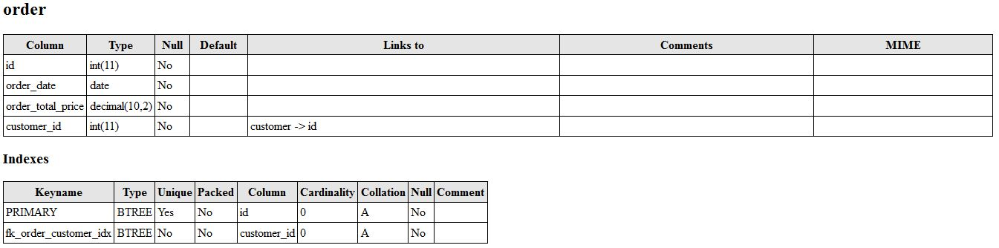 order
Column Type Null Default Links to Comments MIME
id int(11) No
order_date date No
order_total_price decimal(10,2) No
customer_id int(11) No customer -> id
Indexes
Keyname Type Unique Packed Column Cardinality Collation Null Comment
PRIMARY BTREE Yes No id 0 A No
fk_order_customer_idx BTREE No No customer_id 0 A No